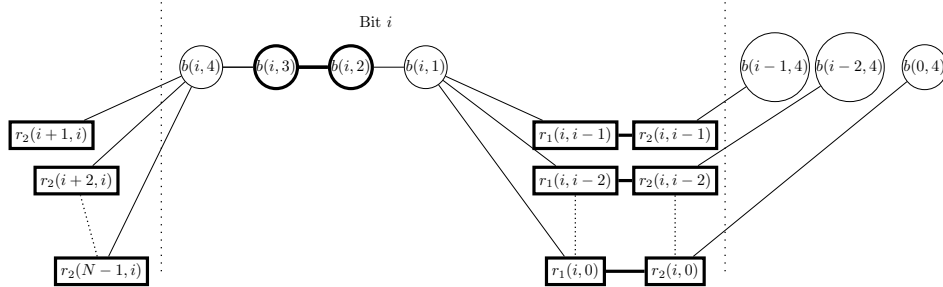 Bit i
b(i, 4)
b(i, 3)
b(i, 2)
b(i, 1)
b(i−1, 4)
b(i−2, 4)
b(0, 4)
r₂(i+1, i)
r₁(i, i−1)
r₂(i, i−1)
r₂(i+2, i)
r₁(i, i−2)
r₂(i, i−2)
r₂(N − 1, i)
r₁(i, 0)
r₂(i, 0)